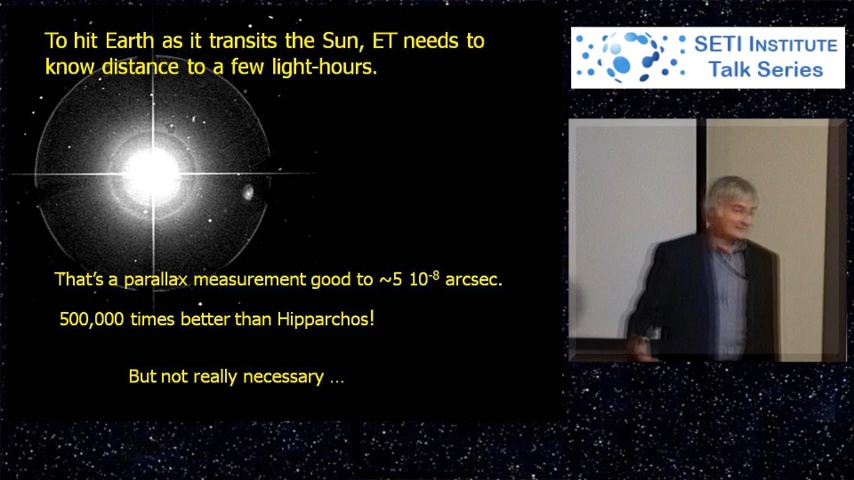 To hit Earth as it transits the Sun, ET needs to
know distance to a few light-hours.
That's a parallax measurement good to ~5 10⁻⁸ arcsec.
500,000 times better than Hipparchos!
But not really necessary ...
SETI INSTITUTE
Talk Series